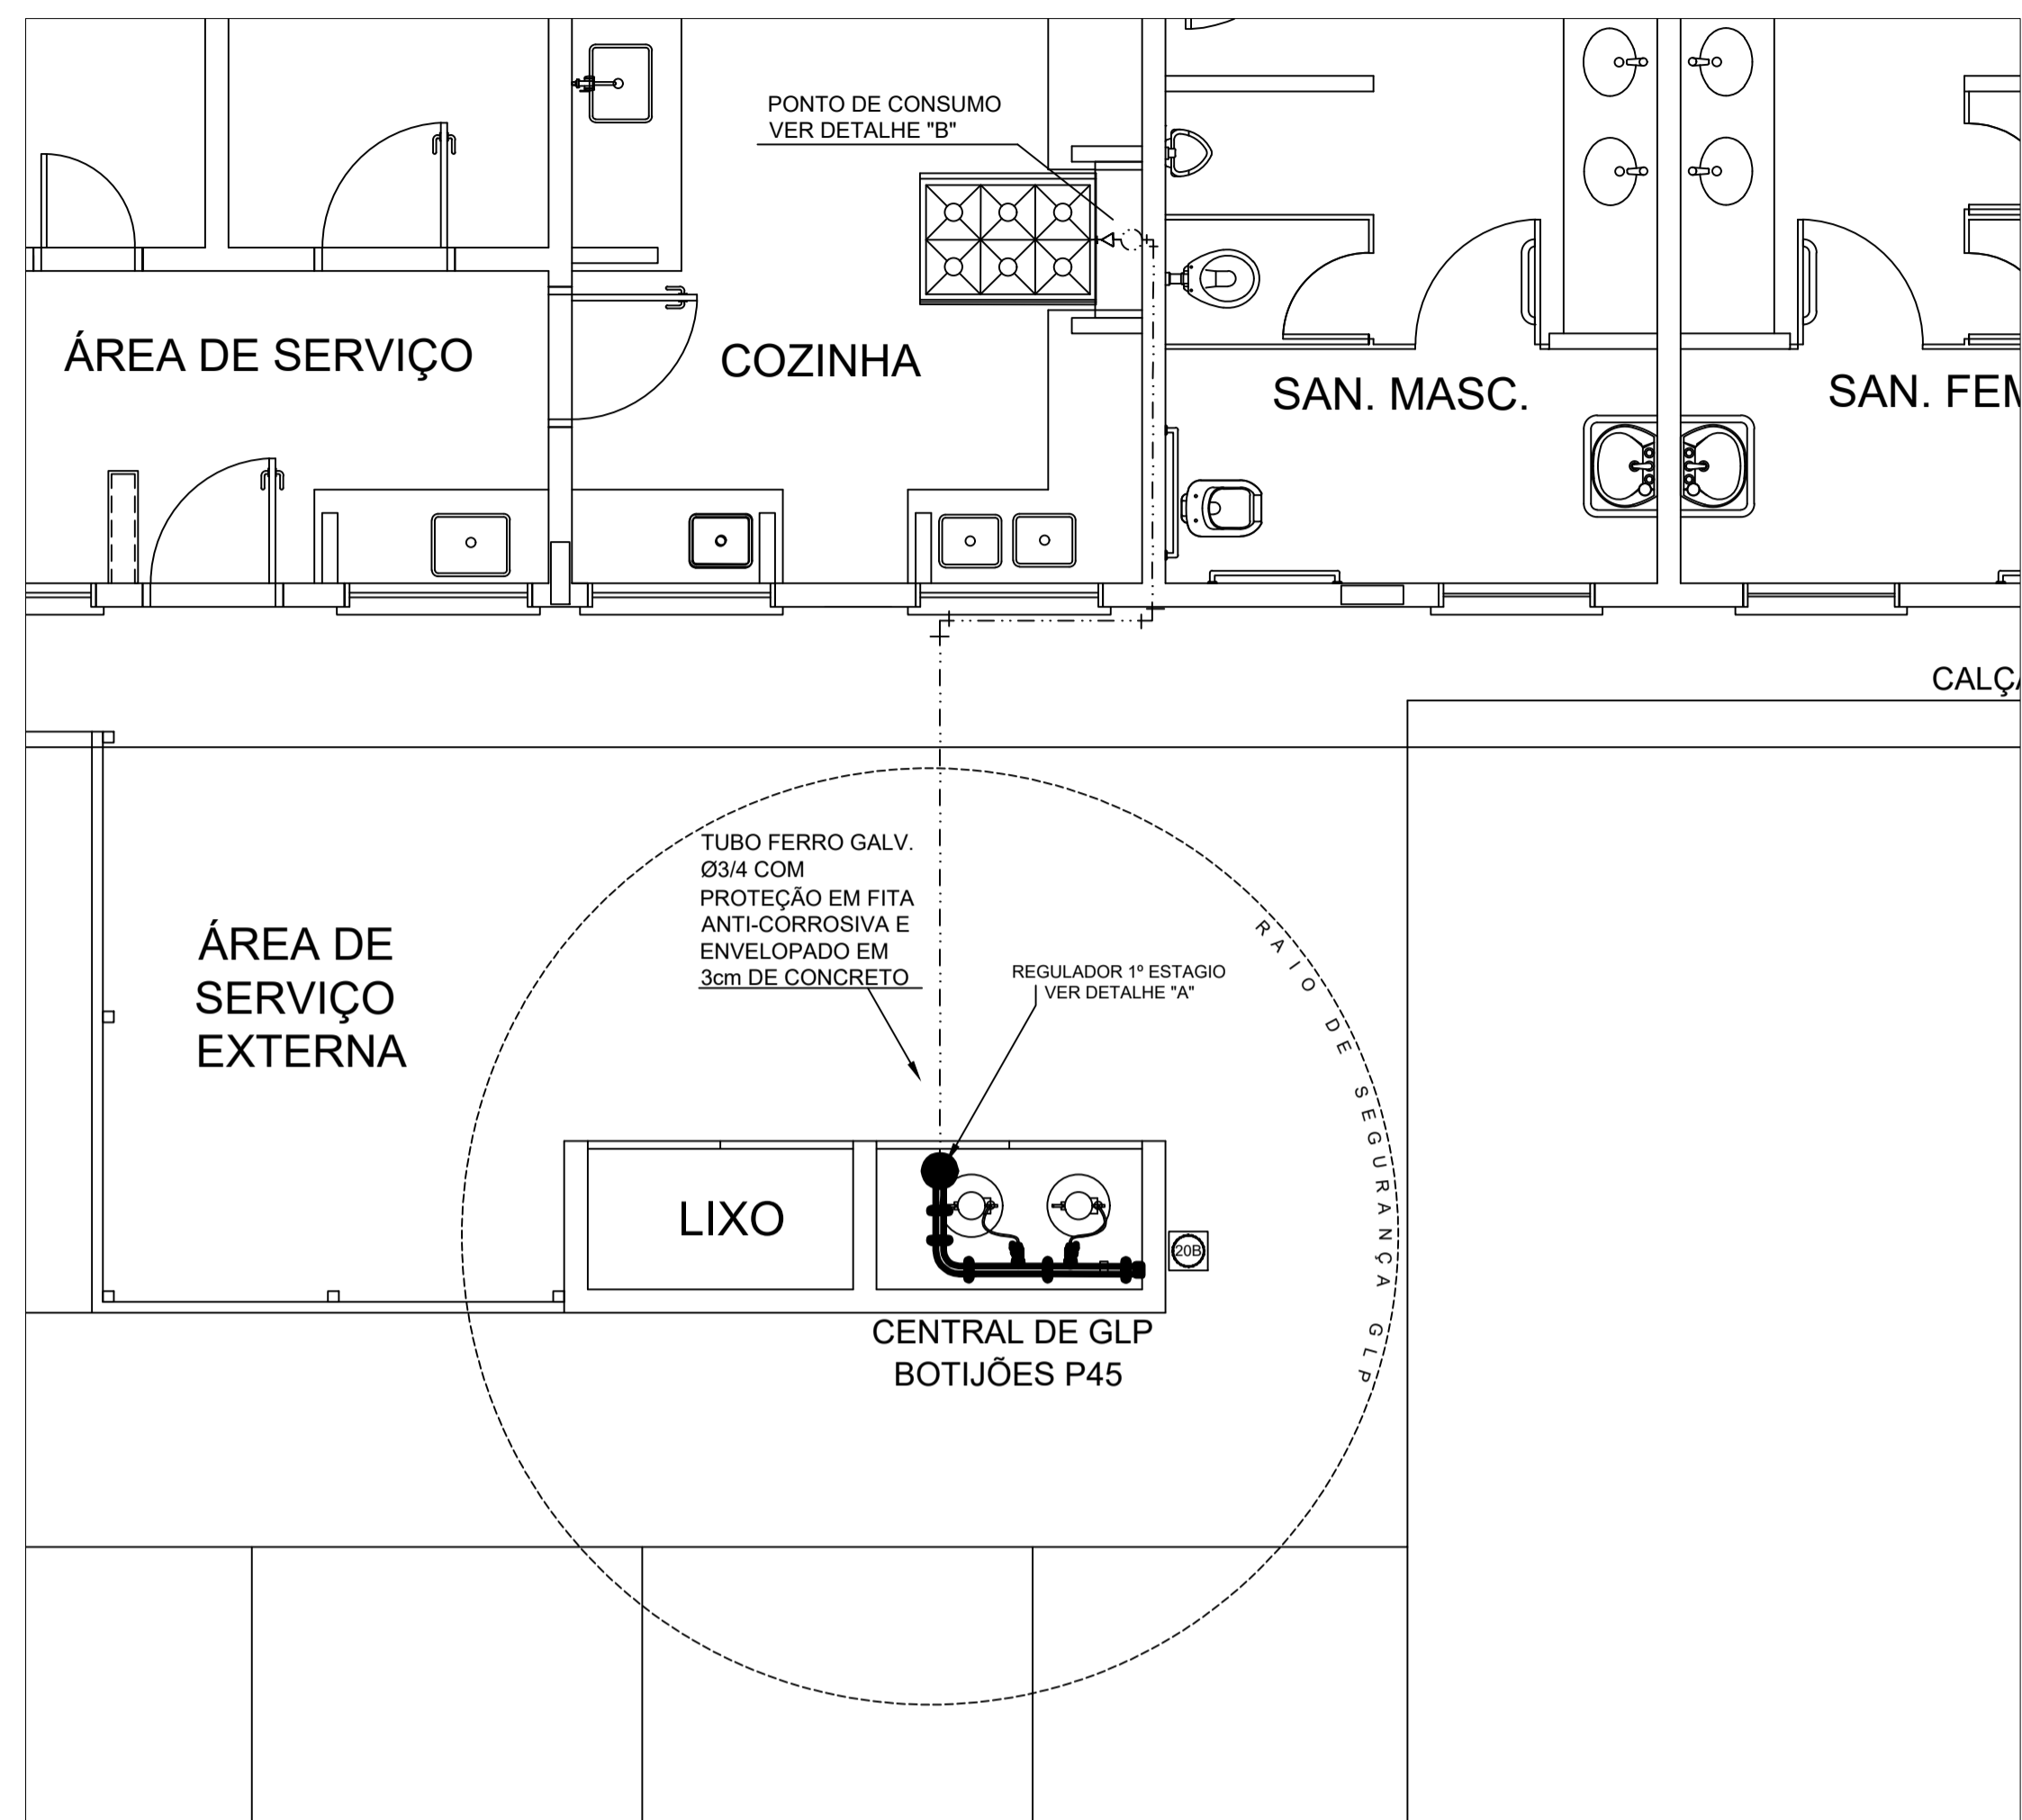 PONTO DE CONSUMO
VER DETALHE "B"
ÁREA DE SERVIÇO
COZINHA
SAN. MASC.
SAN. FEM
CALÇA
TUBO FERRO GALV.
Ø3/4 COM
PROTEÇÃO EM FITA
ANTI-CORROSIVA E
ENVELOPADO EM
3cm DE CONCRETO
REGULADOR 1º ESTAGIO
VER DETALHE "A"
RAIO DE SEGURANÇA GLP
ÁREA DE
SERVIÇO
EXTERNA
LIXO
20B
CENTRAL DE GLP
BOTIJÕES P45